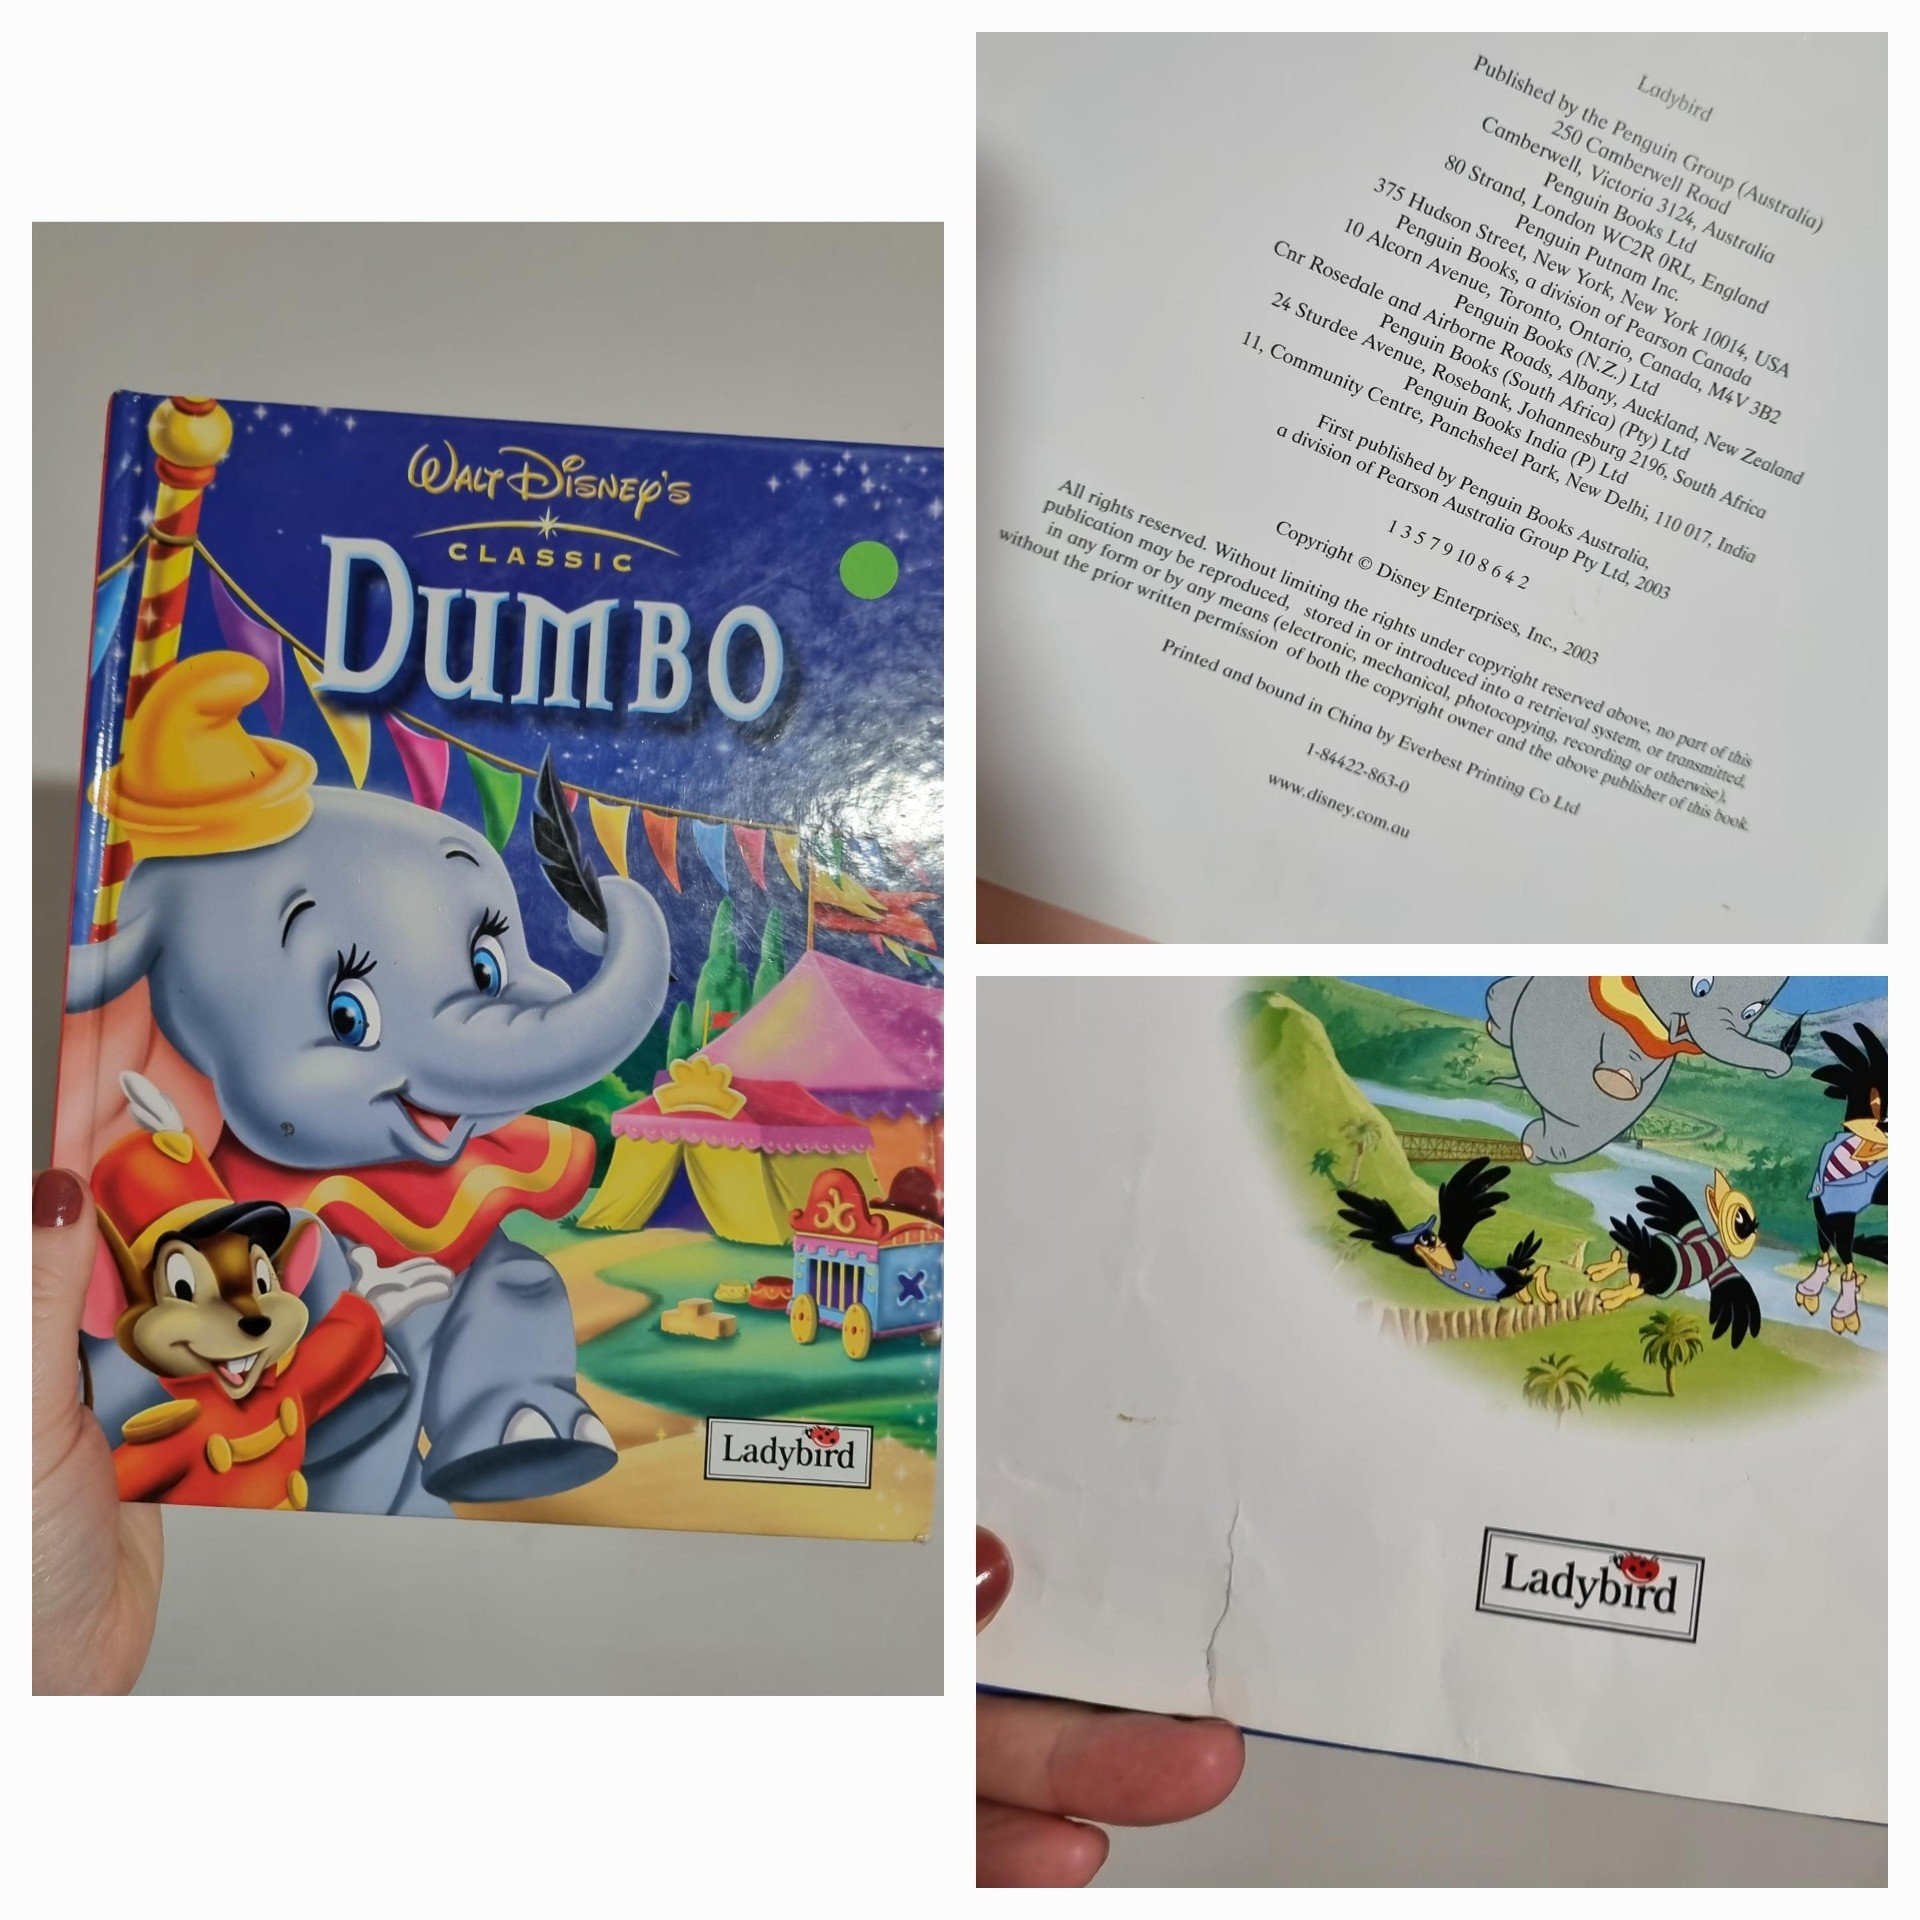 WALT DISNEY'S
CLASSIC
DUMBO
Ladybird
Ladybird
Published by the Penguin Group (Australia)
250 Camberwell Road
Camberwell, Victoria 3124, Australia
Penguin Books Ltd
80 Strand, London WC2R 0RL, England
Penguin Putnam Inc.
375 Hudson Street, New York, New York 10014, USA
Penguin Books, a division of Pearson Canada
10 Alcorn Avenue, Toronto, Ontario, Canada, M4V 3B2
Penguin Books (N.Z.) Ltd
Cnr Rosedale and Airborne Roads, Albany, Auckland, New Zealand
Penguin Books (South Africa) (Pty) Ltd
24 Sturdee Avenue, Rosebank, Johannesburg 2196, South Africa
Penguin Books India (P) Ltd
11, Community Centre, Panchsheel Park, New Delhi, 110 017, India
First published by Penguin Books Australia,
a division of Pearson Australia Group Pty Ltd, 2003
1 3 5 7 9 10 8 6 4 2
Copyright © Disney Enterprises, Inc., 2003
All rights reserved. Without limiting the rights under copyright reserved above, no part of this
publication may be reproduced, stored in or introduced into a retrieval system, or transmitted,
in any form or by any means (electronic, mechanical, photocopying, recording or otherwise),
without the prior written permission of both the copyright owner and the above publisher of this book.
Printed and bound in China by Everbest Printing Co Ltd
1-84422-863-0
www.disney.com.au
Ladybird